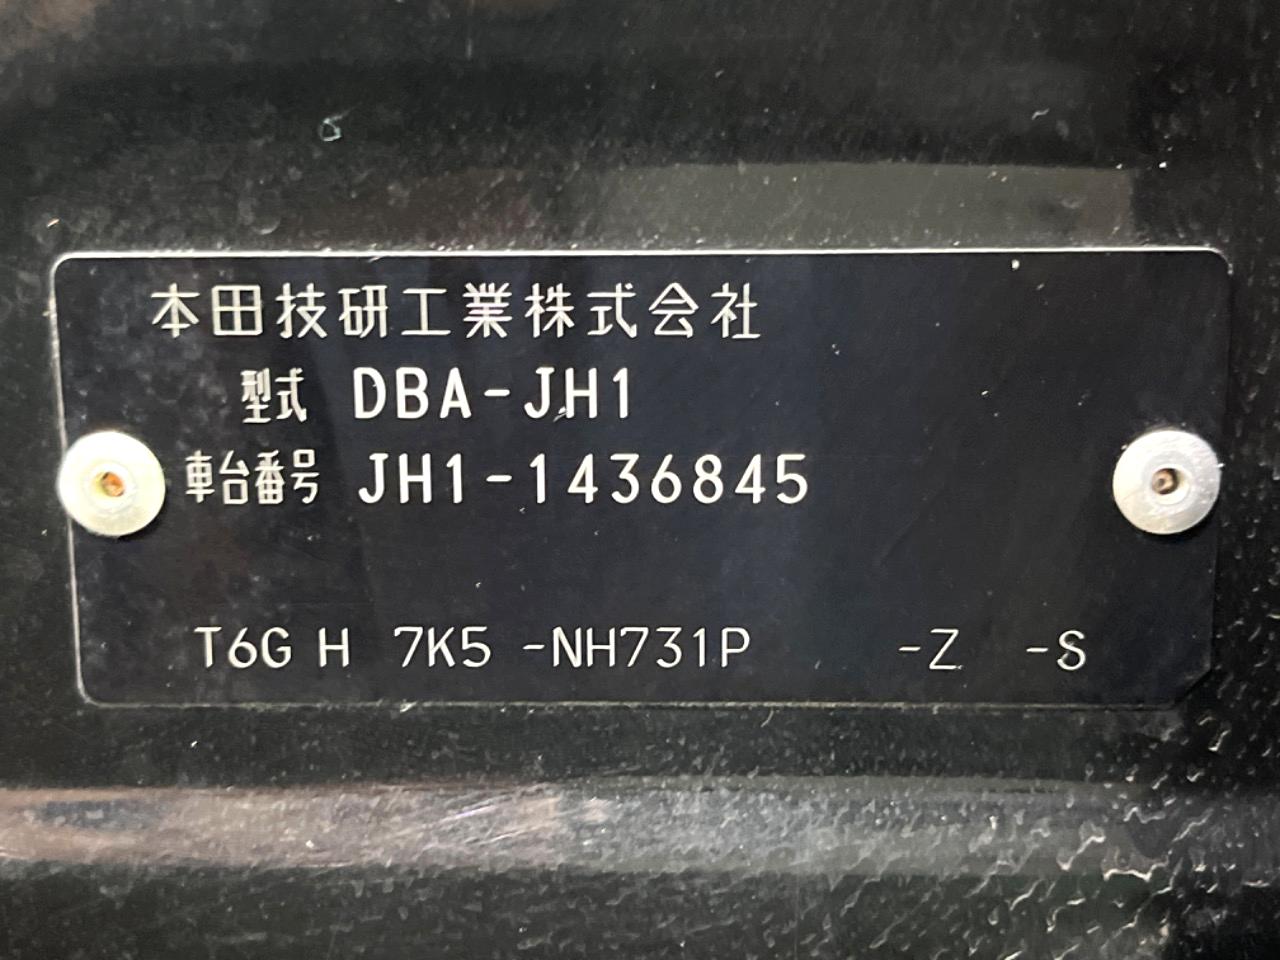 本田技研工業株式会社
型式 DBA-JH1
車台番号 JH1-1436845
T6G H 7K5 -NH731P -Z -S